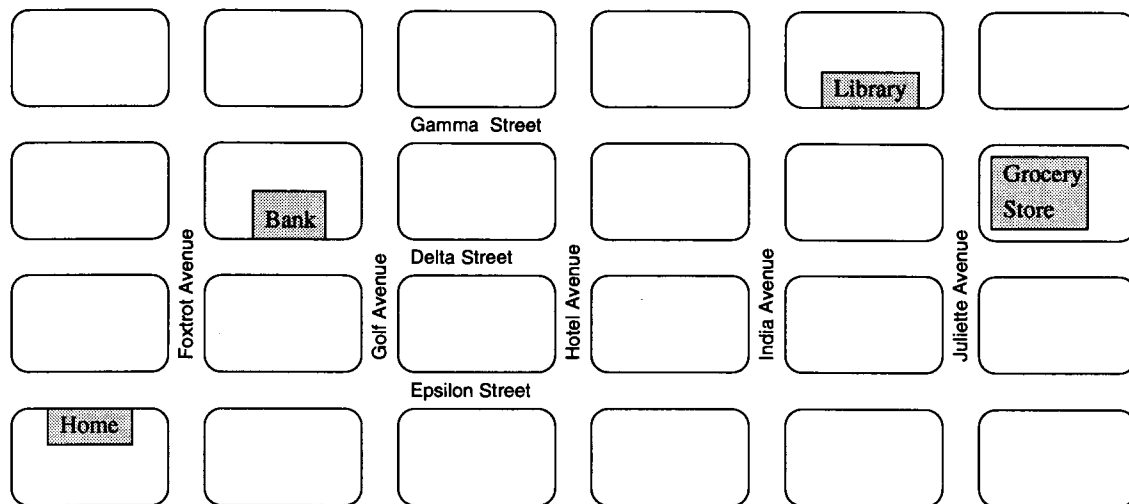 Library
Gamma Street
Grocery
Store
Bank
Delta Street
Foxtrot Avenue
Golf Avenue
Hotel Avenue
India Avenue
Juliette Avenue
Epsilon Street
Home